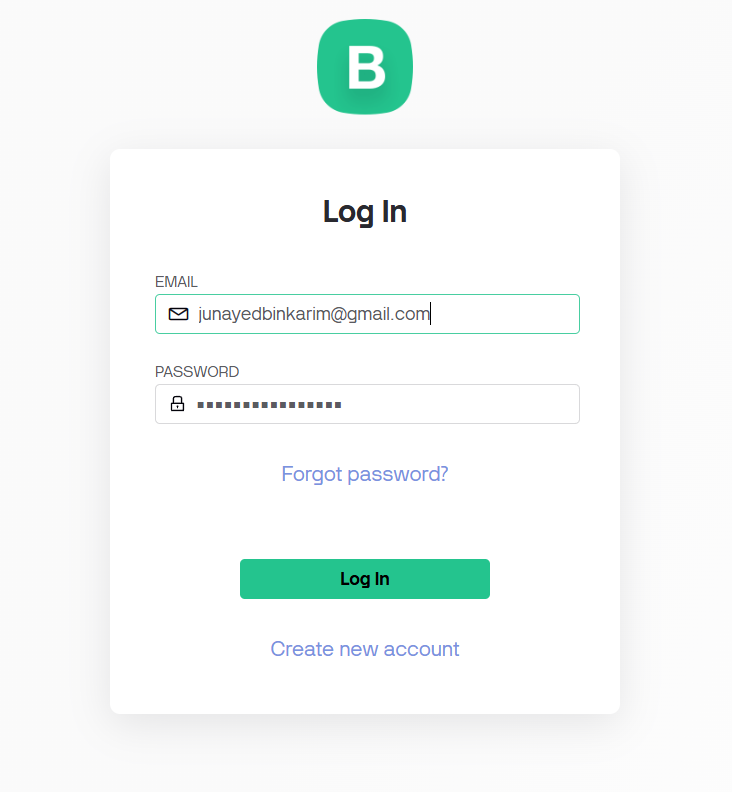 B
Log In
EMAIL
junayedbinkarim@gmail.com
PASSWORD
Forgot password?
Log In
Create new account